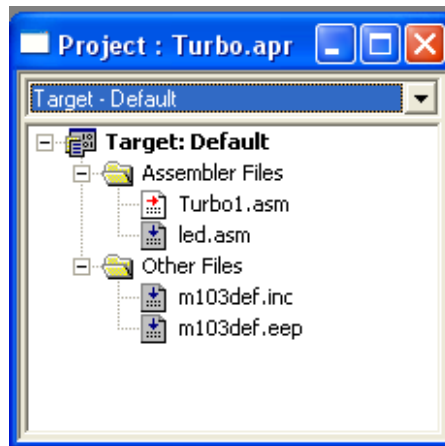 Project : Turbo.apr
Target - Default
Target: Default
Assembler Files
Turbo1.asm
led.asm
Other Files
m103def.inc
m103def.eep